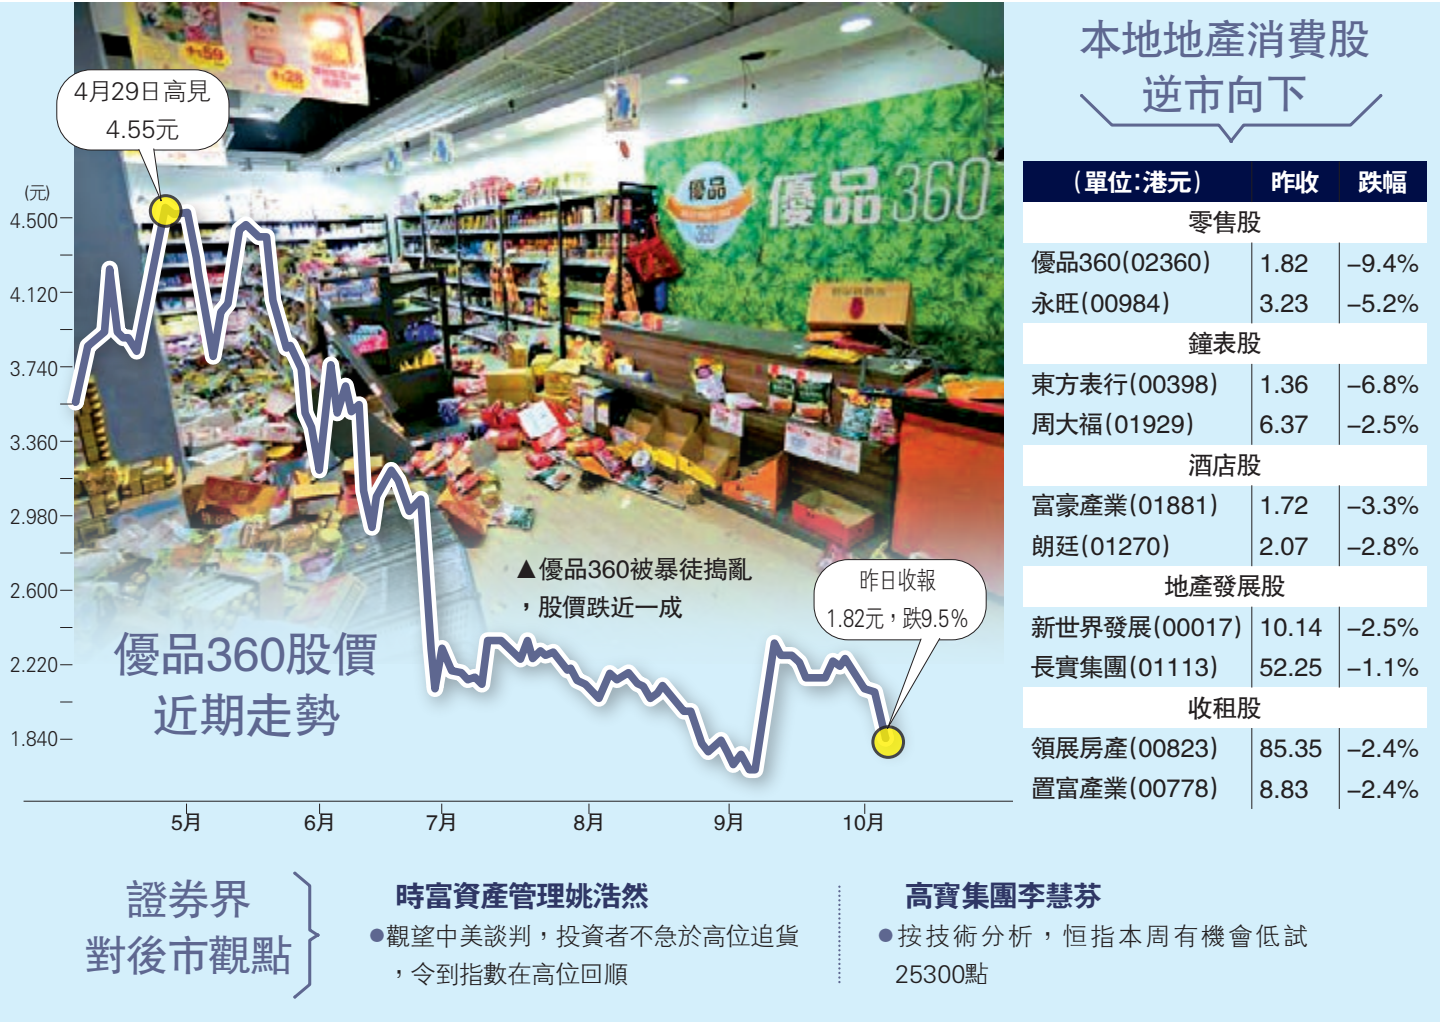 4月29日高見
4.55元
優品
360°
優品360
(元)
4.500
4.120
3.740
3.360
2.980
2.600
2.220
1.840
5月
6月
7月
8月
9月
10月
▲優品360被暴徒搗亂
，股價跌近一成
昨日收報
1.82元，跌9.5%
優品360股價
近期走勢
本地地產消費股
逆市向下
(單位:港元) 昨收 跌幅
零售股
優品360(02360) 1.82 –9.4%
永旺(00984) 3.23 –5.2%
鐘表股
東方表行(00398) 1.36 –6.8%
周大福(01929) 6.37 –2.5%
酒店股
富豪產業(01881) 1.72 –3.3%
朗廷(01270) 2.07 –2.8%
地產發展股
新世界發展(00017) 10.14 –2.5%
長實集團(01113) 52.25 –1.1%
收租股
領展房產(00823) 85.35 –2.4%
置富產業(00778) 8.83 –2.4%
證券界
對後市觀點
時富資產管理姚浩然
●觀望中美談判，投資者不急於高位追貨
，令到指數在高位回順
高寶集團李慧芬
●按技術分析，恒指本周有機會低試
25300點